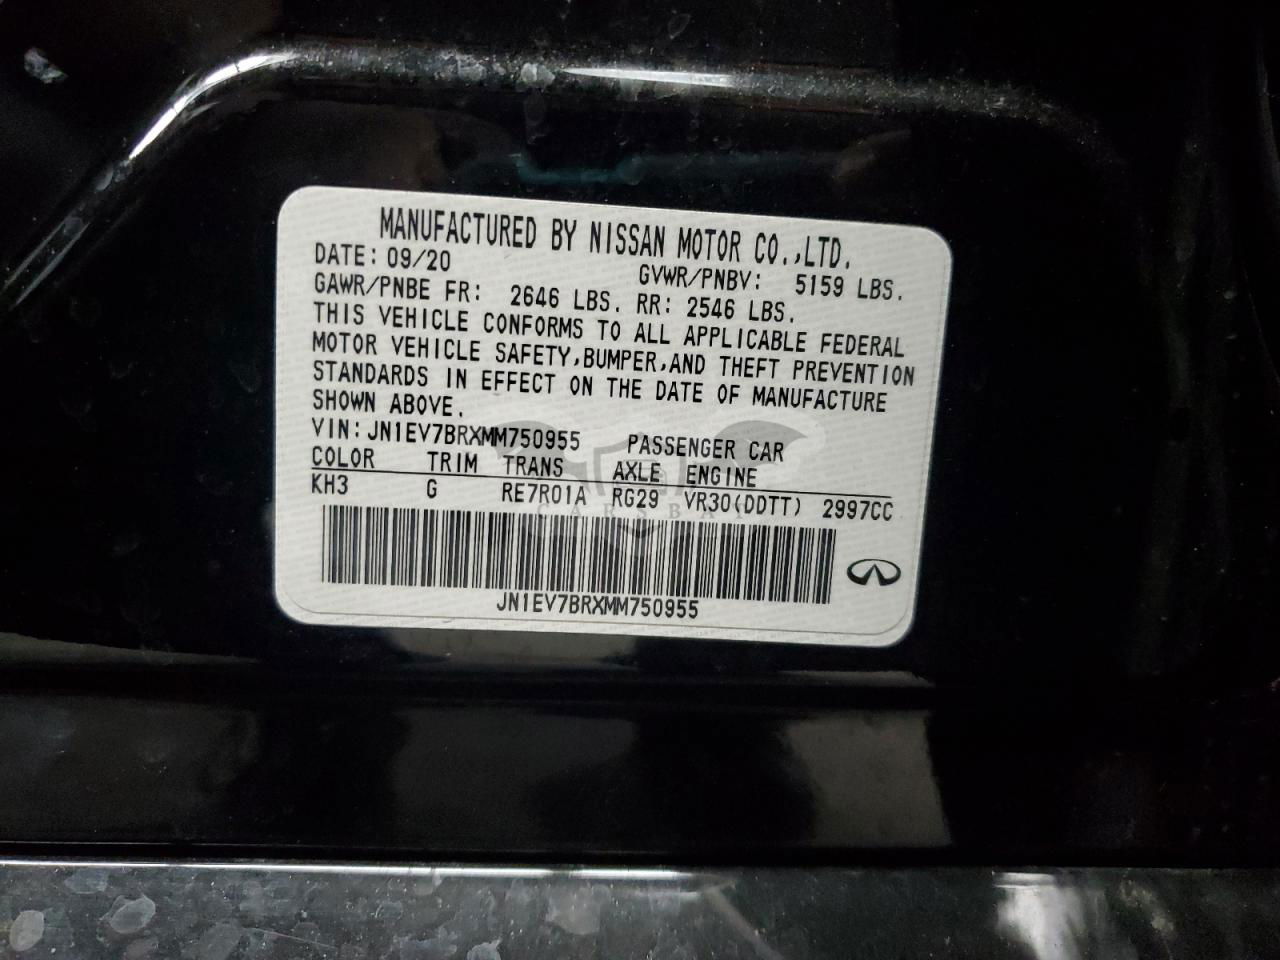 MANUFACTURED BY NISSAN MOTOR CO.,LTD.
DATE: 09/20 GVWR/PNBV: 5159 LBS.
GAWR/PNBE FR: 2646 LBS. RR: 2546 LBS.
THIS VEHICLE CONFORMS TO ALL APPLICABLE FEDERAL
MOTOR VEHICLE SAFETY,BUMPER,AND THEFT PREVENTION
STANDARDS IN EFFECT ON THE DATE OF MANUFACTURE
SHOWN ABOVE.
VIN: JN1EV7BRXMM750955 PASSENGER CAR
COLOR TRIM TRANS AXLE ENGINE
KH3 G RE7R01A RG29 VR30(DDTT) 2997CC
CARSBAT
JN1EV7BRXMM750955